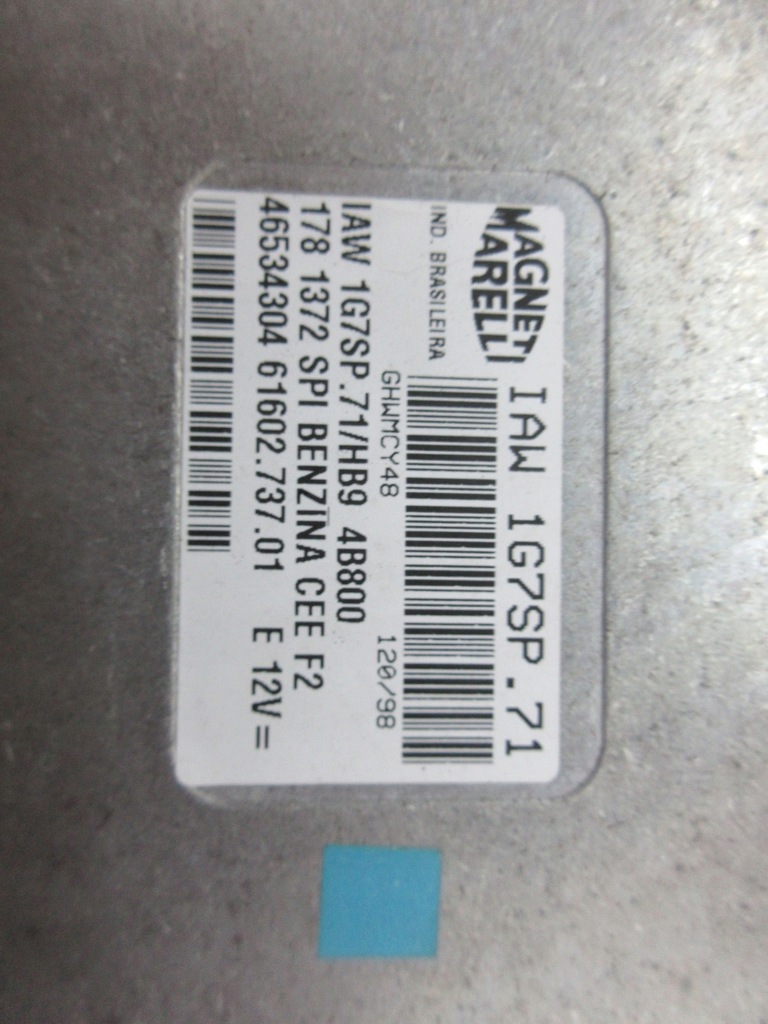 MAGNETI
MARELLI
IAW 1G7SP.71
IND. BRASILEIRA
GHWMCY48 120/98
IAW 1G7SP.71/HB9 4B800
178 1372 SPI BENZINA CEE F2
46534304 61602.737.01 E 12V=